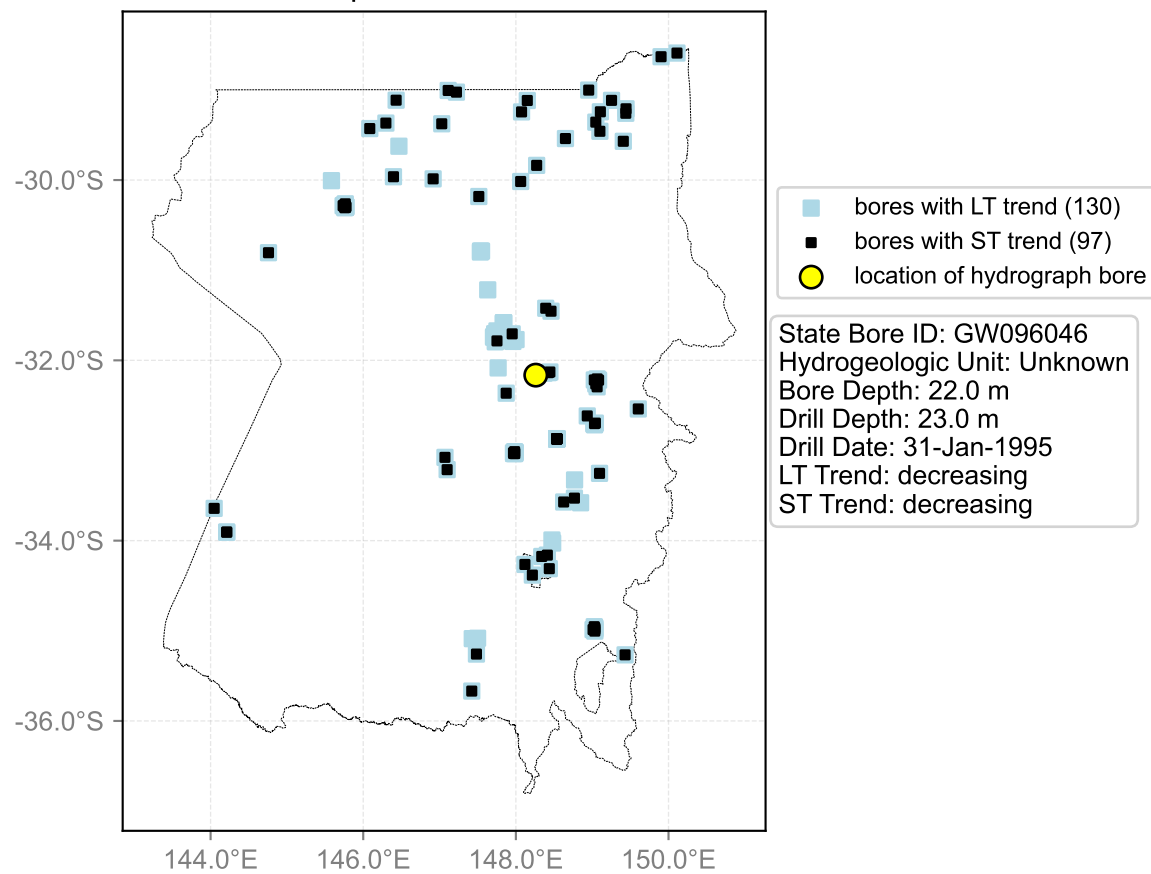 -30.0°S
-32.0°S
-34.0°S
-36.0°S
144.0°E
146.0°E
148.0°E
150.0°E
bores with LT trend (130)
bores with ST trend (97)
location of hydrograph bore
State Bore ID: GW096046
Hydrogeologic Unit: Unknown
Bore Depth: 22.0 m
Drill Depth: 23.0 m
Drill Date: 31-Jan-1995
LT Trend: decreasing
ST Trend: decreasing